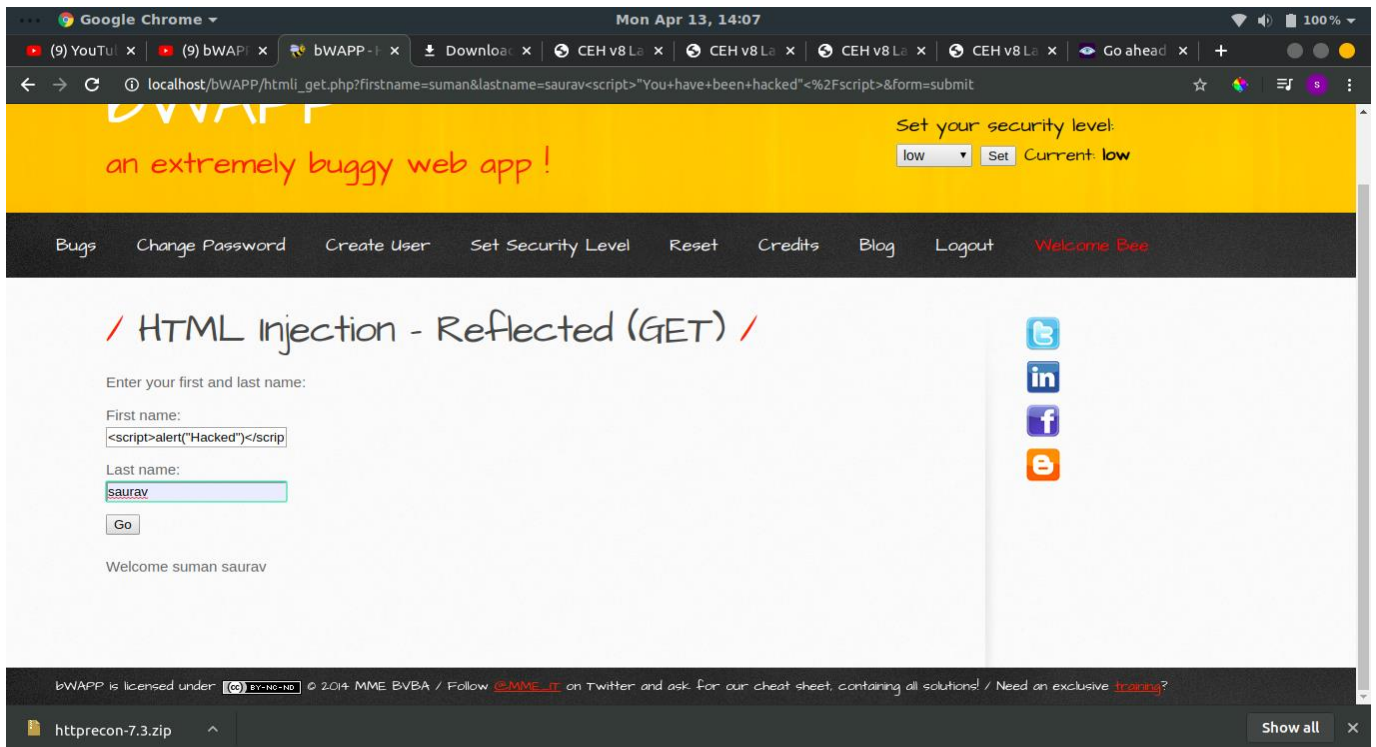 Google Chrome
Mon Apr 13, 14:07
100%
(9) YouTu
(9) bWAP
bWAPP - H
Downloa
CEH v8 La
CEH v8 La
CEH v8 La
CEH v8 La
Go ahead
localhost/bWAPP/htmli_get.php?firstname=suman&lastname=saurav<script>"You+have+been+hacked"<%2Fscript>&form=submit
s
bWAPP
an extremely buggy web app !
Set your security level:
low Set Current: low
Bugs Change Password Create User Set Security Level Reset Credits Blog Logout Welcome Bee
/ HTML Injection - Reflected (GET) /
Enter your first and last name:
First name:
<script>alert("Hacked")</scrip
Last name:
saurav
Go
Welcome suman saurav
in
bWAPP is licensed under (cc) BY-NC-ND © 2014 MME BVBA / Follow @MME_IT on Twitter and ask for our cheat sheet, containing all solutions! / Need an exclusive training?
httprecon-7.3.zip
Show all